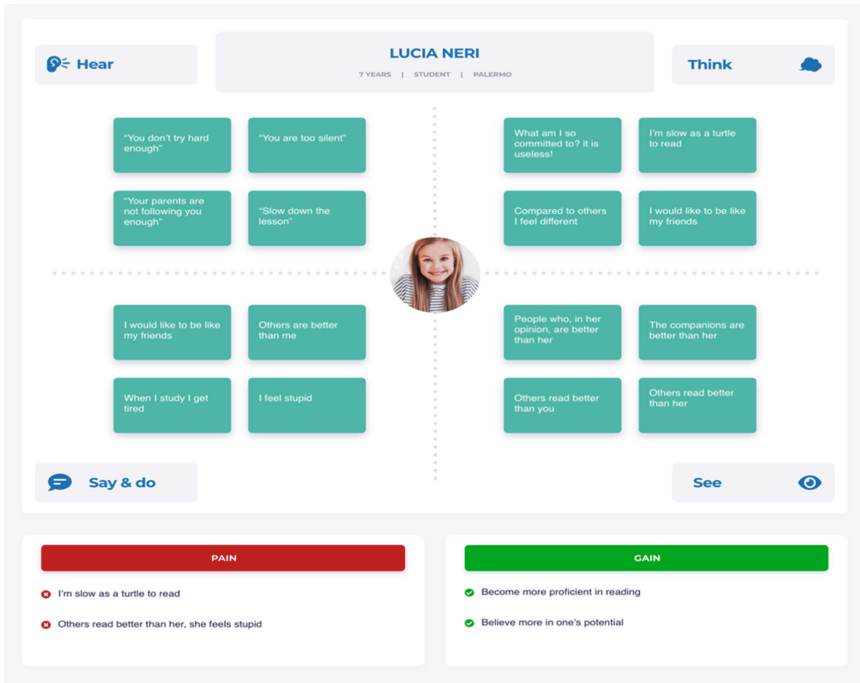 Hear
LUCIA NERI
7 YEARS | STUDENT | PALERMO
Think
“You don’t try hard
enough”
“You are too silent”
“Your parents are
not following you
enough”
“Slow down the
lesson”
What am I so
committed to? it is
useless!
I’m slow as a turtle
to read
Compared to others
I feel different
I would like to be like
my friends
I would like to be like
my friends
Others are better
than me
When I study I get
tired
I feel stupid
People who, in her
opinion, are better
than her
The companions are
better than her
Others read better
than you
Others read better
than her
Say & do
See
PAIN
I’m slow as a turtle to read
Others read better than her, she feels stupid
GAIN
Become more proficient in reading
Believe more in one’s potential